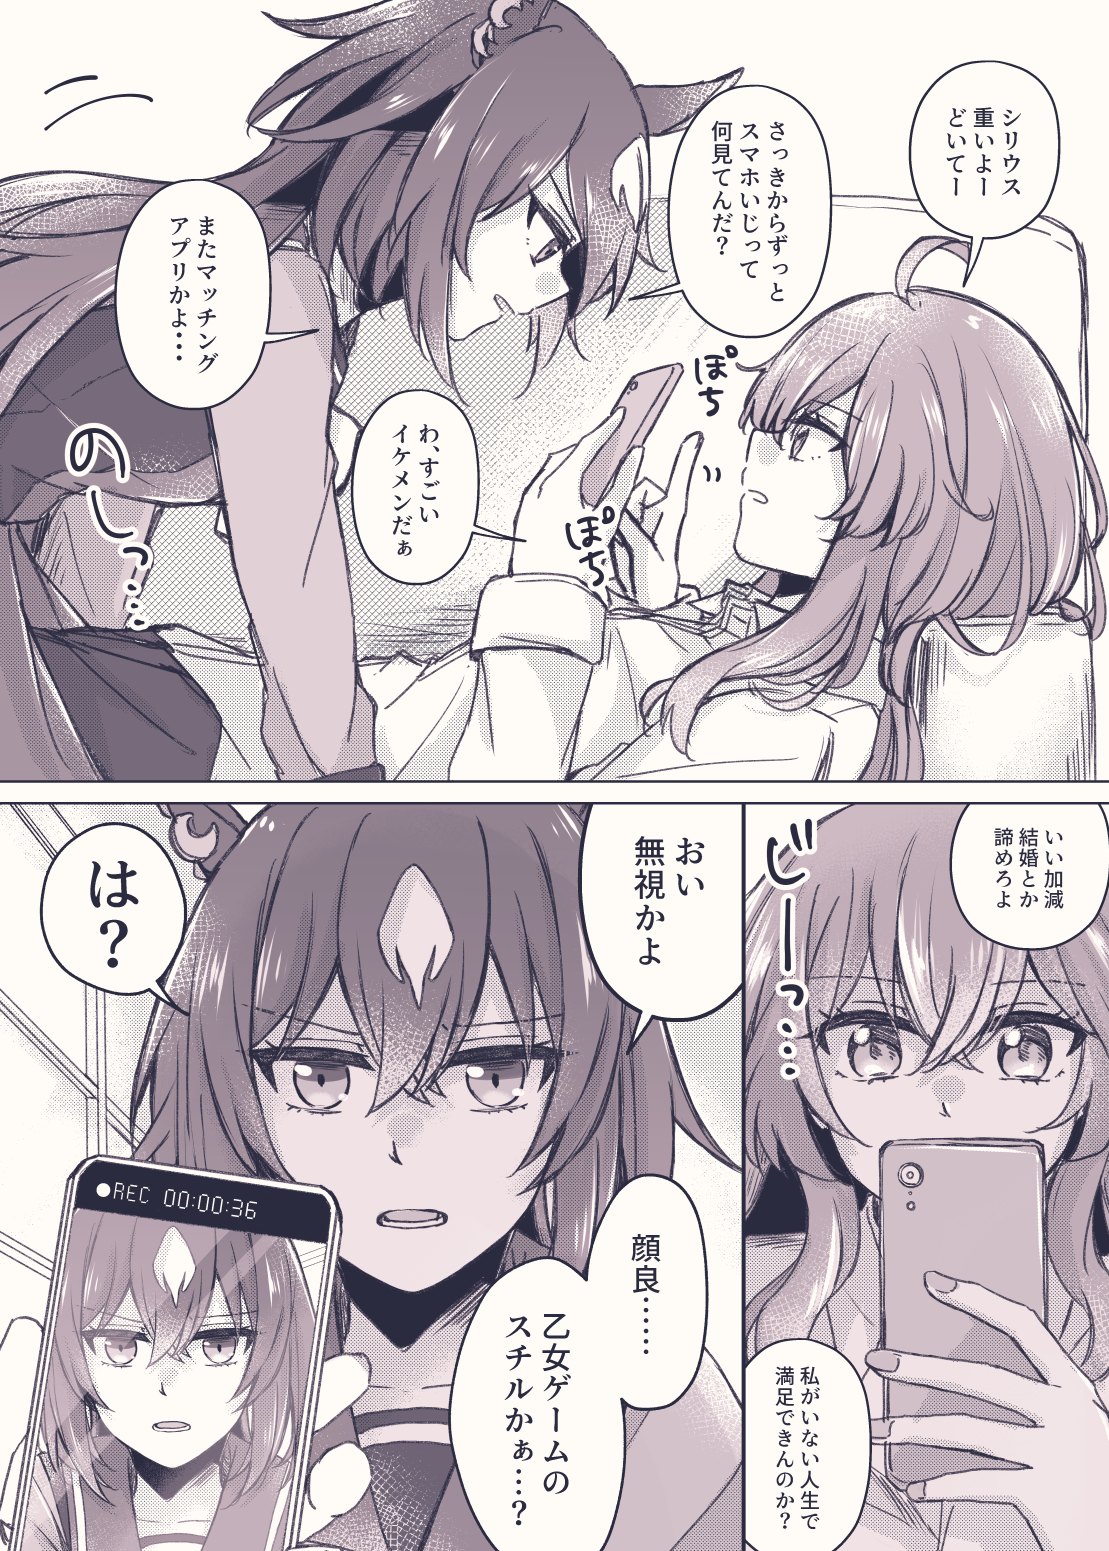 シリウス
重いよー
どいてー
さっきからずっと
スマホいじって
何見てんだ？
ぽち
ぽち
わ、すごい
イケメンだぁ
またマッチング
アプリかよ…
のしっ…
いい加減
結婚とか
諦めろよ
じーっ…
私がいない人生で
満足できんのか？
おい
無視かよ
は？
顔良……
乙女ゲームの
スチルかぁ…？
●REC 00:00:36